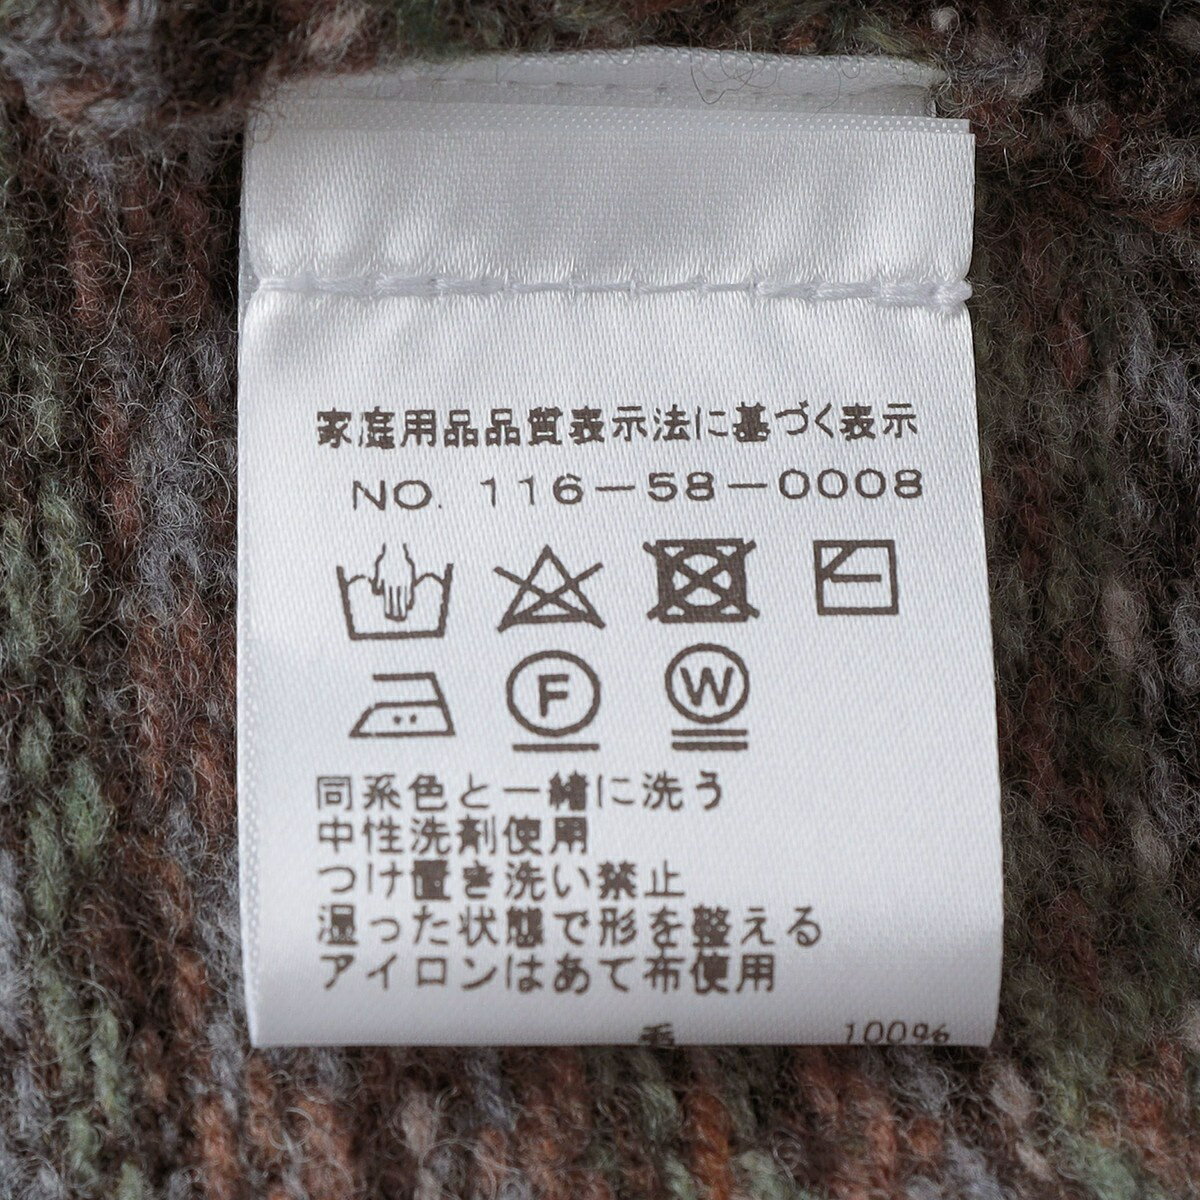 家庭用品品質表示法に基づく表示
NO. 116-58-0008
F W
同系色と一緒に洗う
中性洗剤使用
つけ置き洗い禁止
湿った状態で形を整える
アイロンはあて布使用
毛 100%